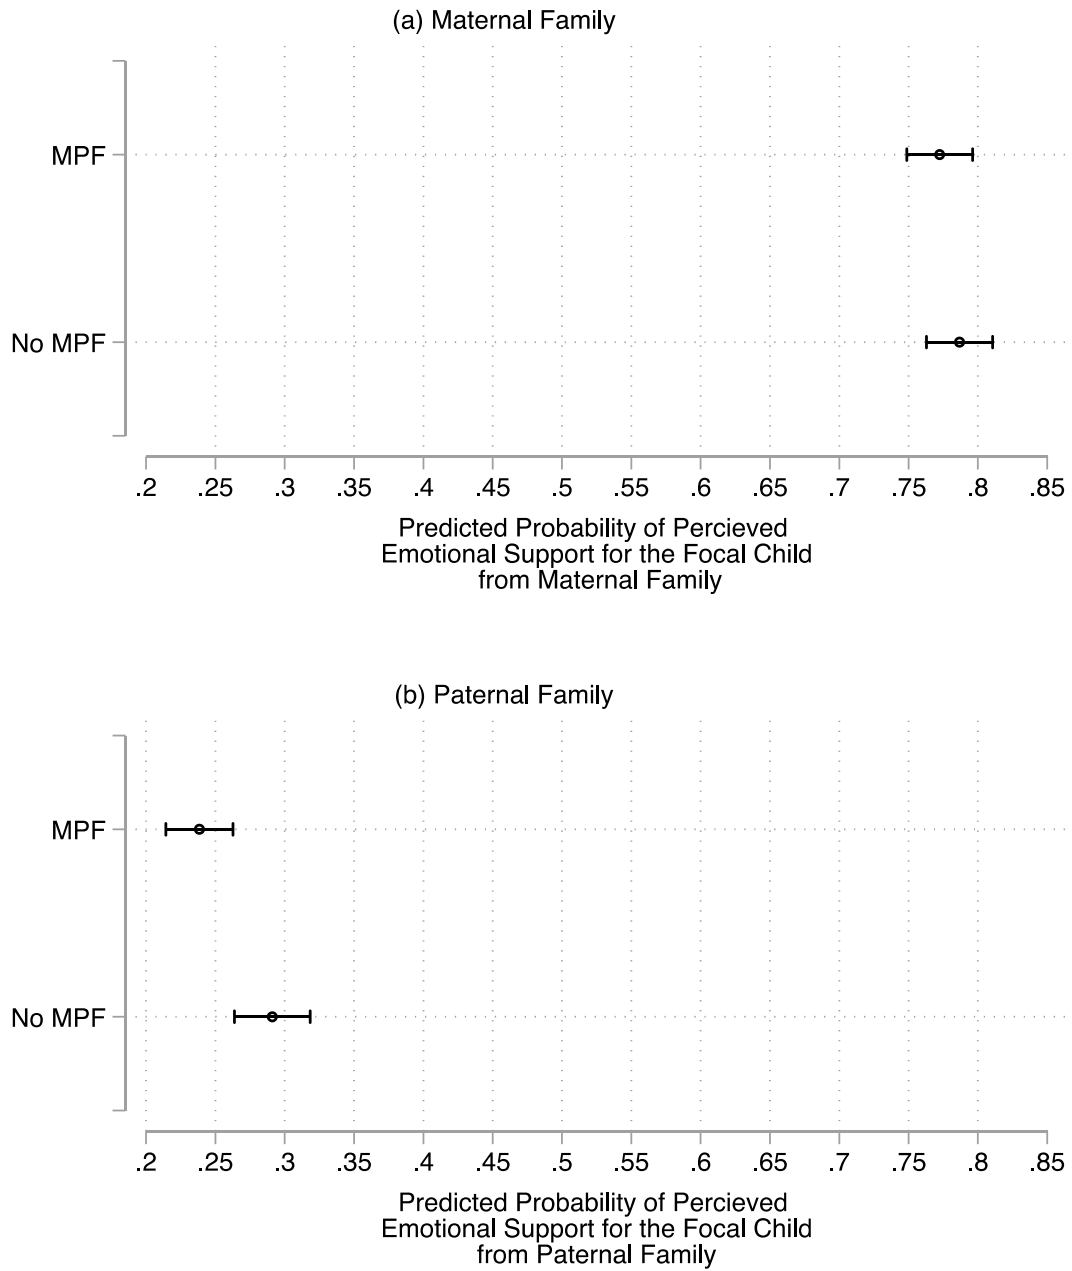 (a) Maternal Family
MPF
No MPF
.2 .25 .3 .35 .4 .45 .5 .55 .6 .65 .7 .75 .8 .85
Predicted Probability of Percieved
Emotional Support for the Focal Child
from Maternal Family
(b) Paternal Family
MPF
No MPF
.2 .25 .3 .35 .4 .45 .5 .55 .6 .65 .7 .75 .8 .85
Predicted Probability of Percieved
Emotional Support for the Focal Child
from Paternal Family